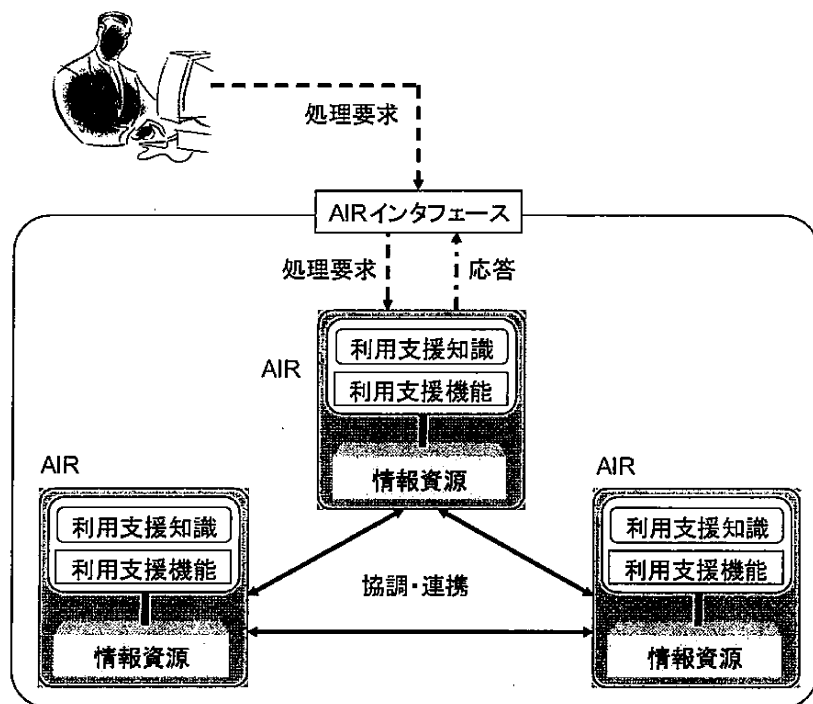 処理要求
AIRインタフェース
処理要求
応答
AIR
利用支援知識
利用支援機能
情報資源
AIR
利用支援知識
利用支援機能
情報資源
AIR
利用支援知識
利用支援機能
情報資源
協調・連携